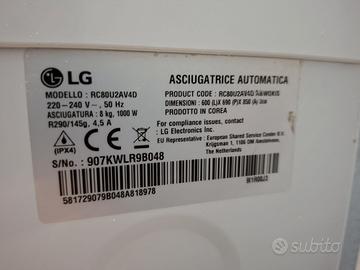 LG
ASCIUGATRICE AUTOMATICA
MODELLO : RC80U2AV4D
PRODUCT CODE : RC80U2AV4D
220-240 V~, 50 Hz
DIMENSIONI : 600 (L)X 690 (P)X 850 (A)
ASCIUGATURA : 8 kg, 1000 W
PRODOTTO IN COREA
R290/145g, 4,5 A
For compliance issues, contact :
LG Electronics Inc.
EU Representative : European Shared Service Center B.V.
Krijgsman 1, 1186 DM Amstelveen,
The Netherlands
(IPX4)
S/No. : 907KWLR9B048
581729079B048A818978
subito